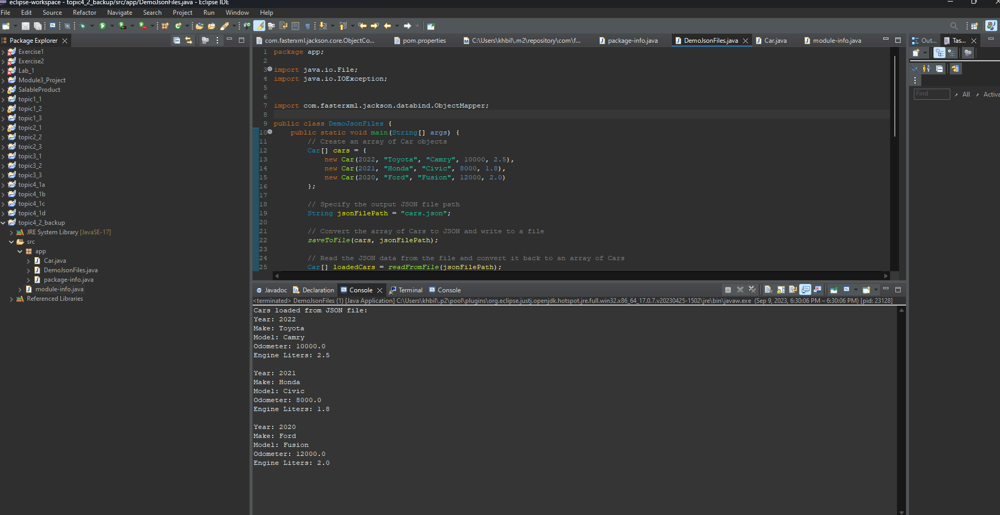 eclipse-workspace - topic4_2_backup/src/app/DemoJsonFiles.java - Eclipse IDE
File Edit Source Refactor Navigate Search Project Run Window Help
Package Explorer
Exercise1
Exercise2
Lab_1
Module3_Project
SalableProduct
topic1_1
topic1_2
topic1_3
topic2_1
topic2_2
topic2_3
topic3_1
topic3_2
topic3_3
topic4_1a
topic4_1b
topic4_1c
topic4_1d
topic4_2_backup
JRE System Library [JavaSE-17]
src
app
Car.java
DemoJsonFiles.java
package-info.java
module-info.java
Referenced Libraries
com.fasterxml.jackson.core.ObjectCo... pom.properties C:\Users\khbil\.m2\repository\com\f... package-info.java DemoJsonFiles.java Car.java module-info.java
1 package app;
2
3 import java.io.File;
4 import java.io.IOException;
5
6
7 import com.fasterxml.jackson.databind.ObjectMapper;
8
9 public class DemoJsonFiles {
10 public static void main(String[] args) {
11 // Create an array of Car objects
12 Car[] cars = {
13 new Car(2022, "Toyota", "Camry", 10000, 2.5),
14 new Car(2021, "Honda", "Civic", 8000, 1.8),
15 new Car(2020, "Ford", "Fusion", 12000, 2.0)
16 };
17
18 // Specify the output JSON file path
19 String jsonFilePath = "cars.json";
20
21 // Convert the array of Cars to JSON and write to a file
22 saveToFile(cars, jsonFilePath);
23
24 // Read the JSON data from the file and convert it back to an array of Cars
25 Car[] loadedCars = readFromFile(jsonFilePath);
Javadoc Declaration Console Terminal Console
<terminated> DemoJsonFiles (1) [Java Application] C:\Users\khbil\.p2\pool\plugins\org.eclipse.justj.openjdk.hotspot.jre.full.win32.x86_64_17.0.7.v20230425-1502\jre\bin\javaw.exe (Sep 9, 2023, 6:30:06 PM – 6:30:06 PM) [pid: 23128]
Cars loaded from JSON file:
Year: 2022
Make: Toyota
Model: Camry
Odometer: 10000.0
Engine Liters: 2.5
Year: 2021
Make: Honda
Model: Civic
Odometer: 8000.0
Engine Liters: 1.8
Year: 2020
Make: Ford
Model: Fusion
Odometer: 12000.0
Engine Liters: 2.0
Out... Tas...
Find All Activa